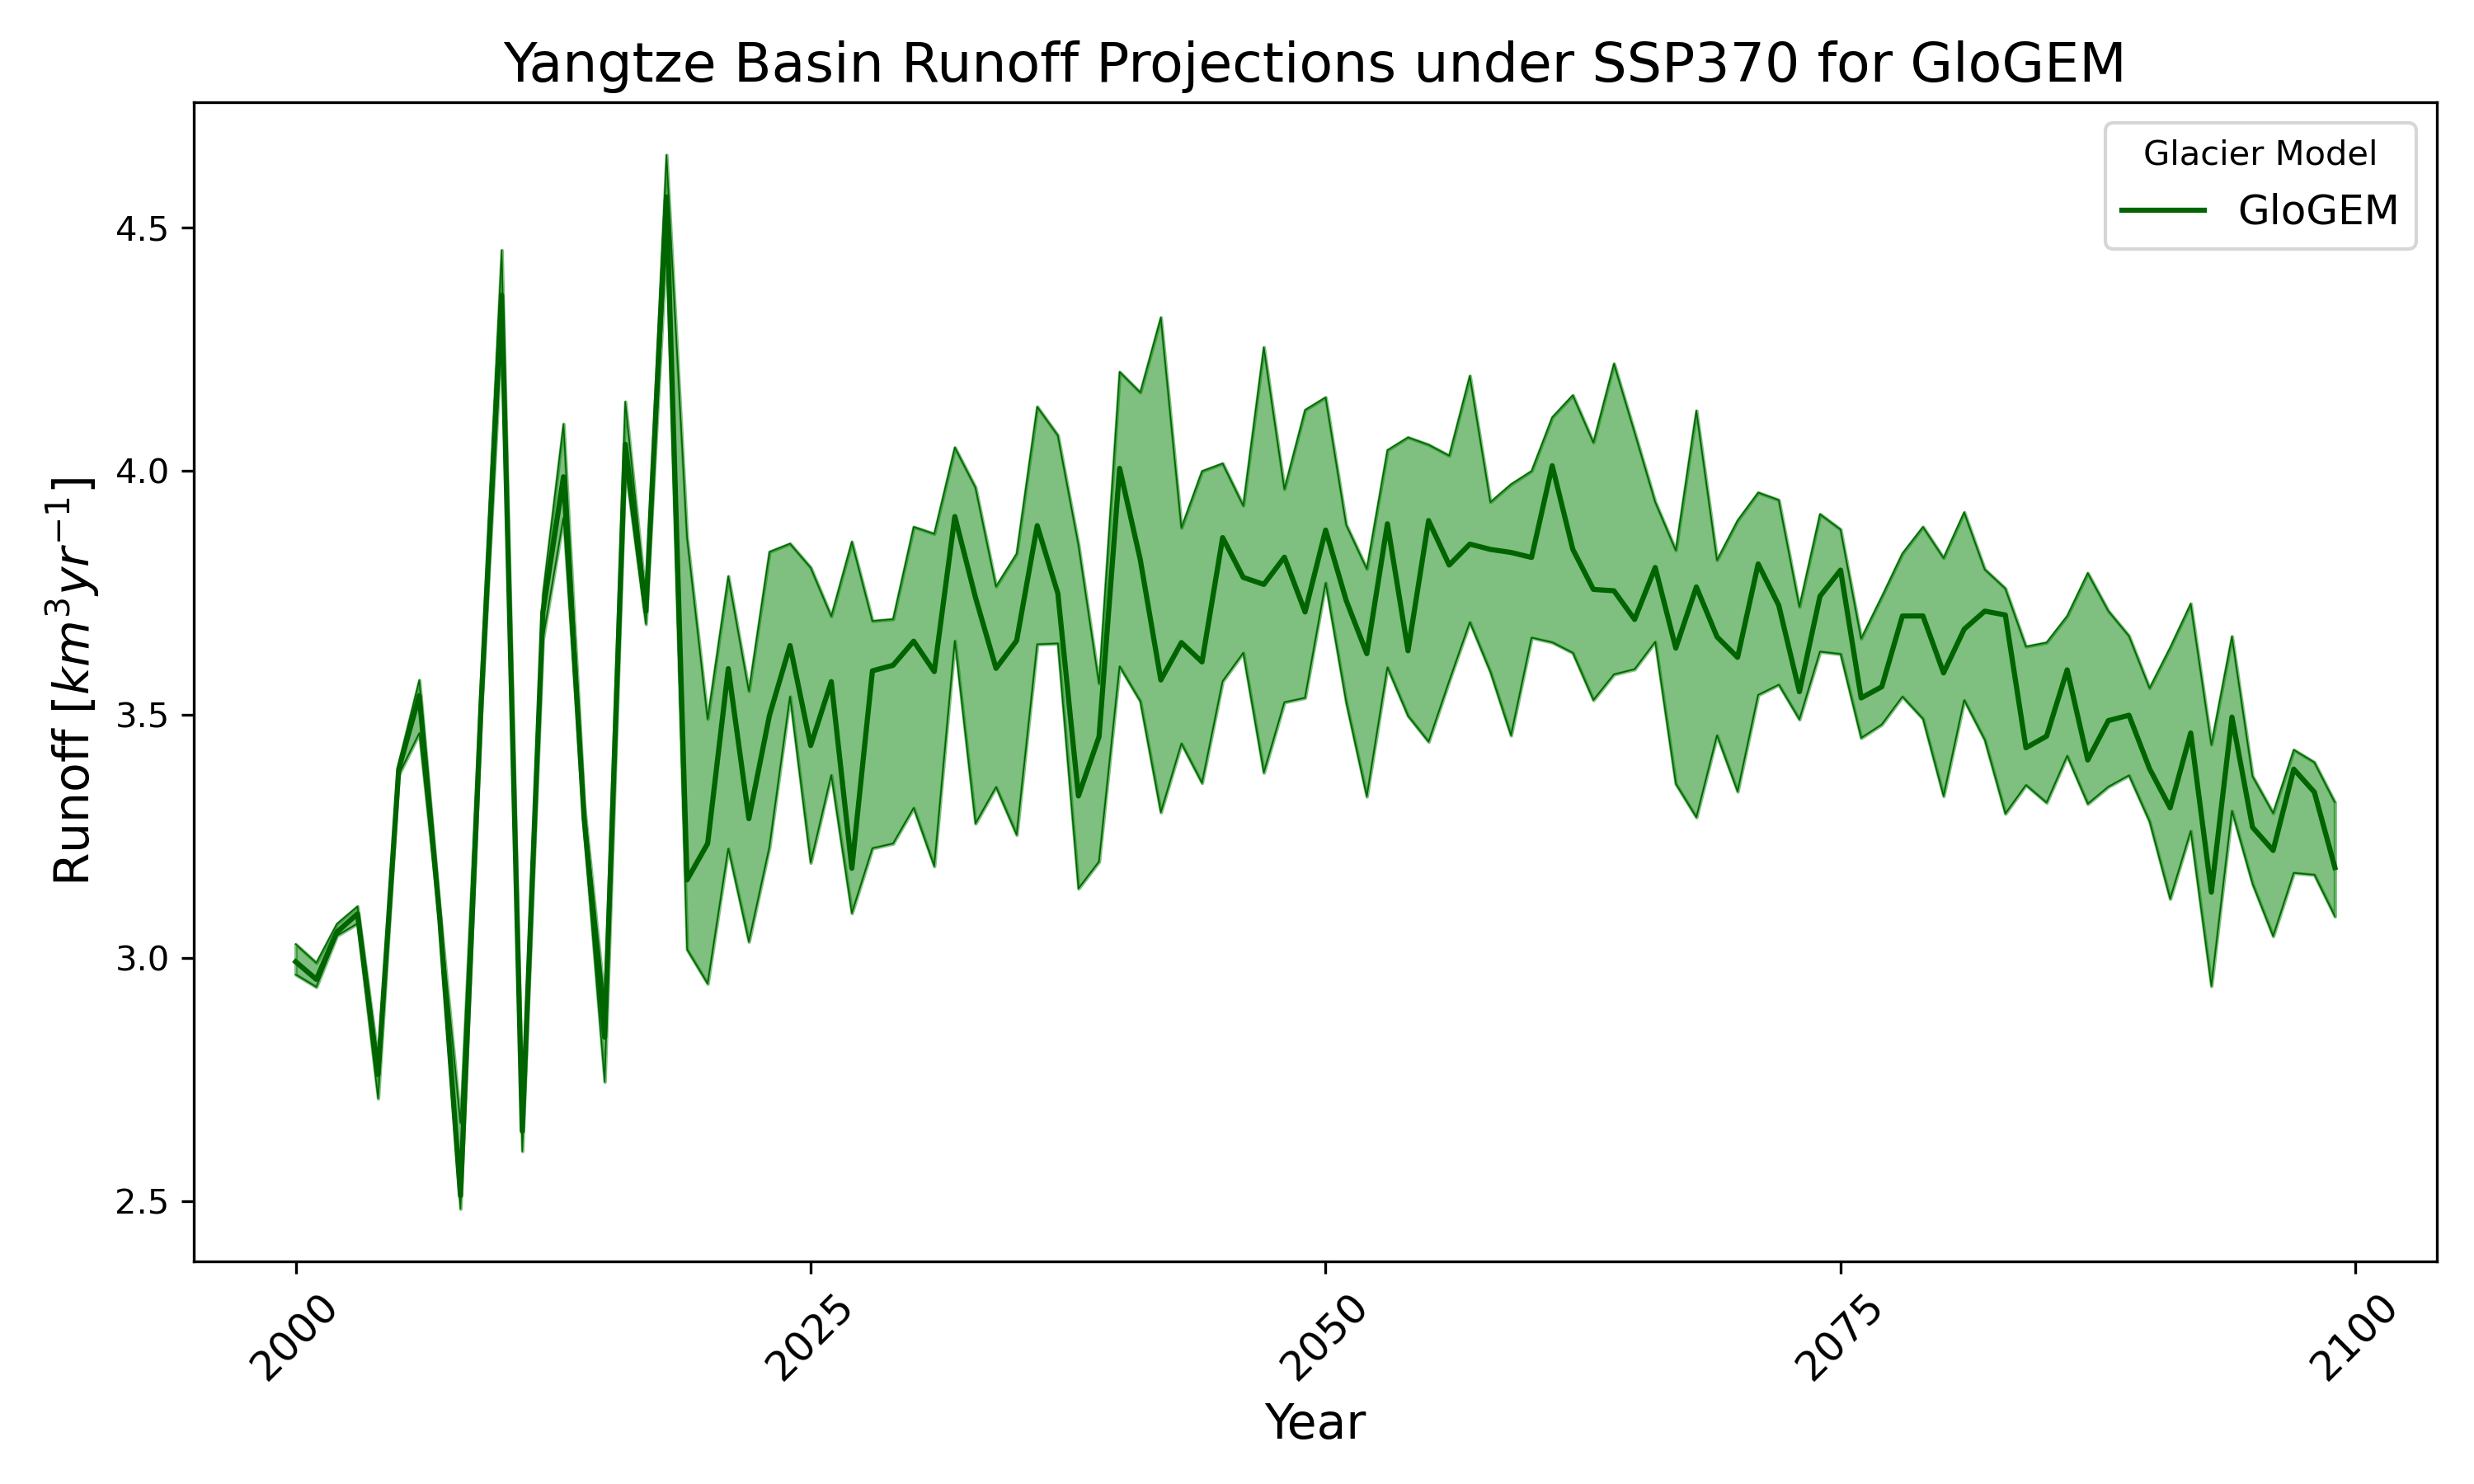 Yangtze Basin Runoff Projections under SSP370 for GloGEM
Glacier Model
GloGEM
Runoff [km³yr⁻¹]
4.5
4.0
3.5
3.0
2.5
2000
2025
2050
2075
2100
Year